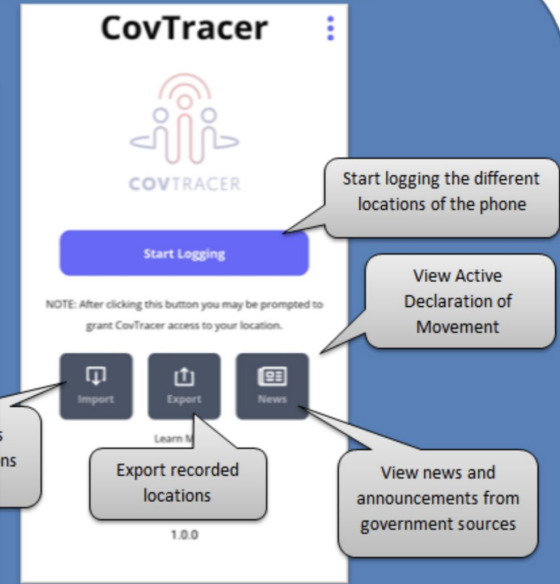 CovTracer
COVTRACER
Start logging the different
locations of the phone
Start Logging
View Active
Declaration of
Movement
NOTE: After clicking this button you may be prompted to
grant CovTracer access to your location.
Import
Export
News
Learn M
Export recorded
locations
View news and
announcements from
government sources
1.0.0